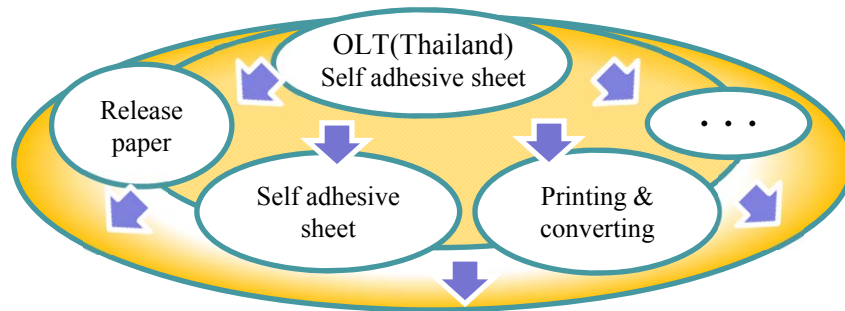 OLT(Thailand)
Self adhesive sheet
Release
paper
. . .
Self adhesive
sheet
Printing &
converting